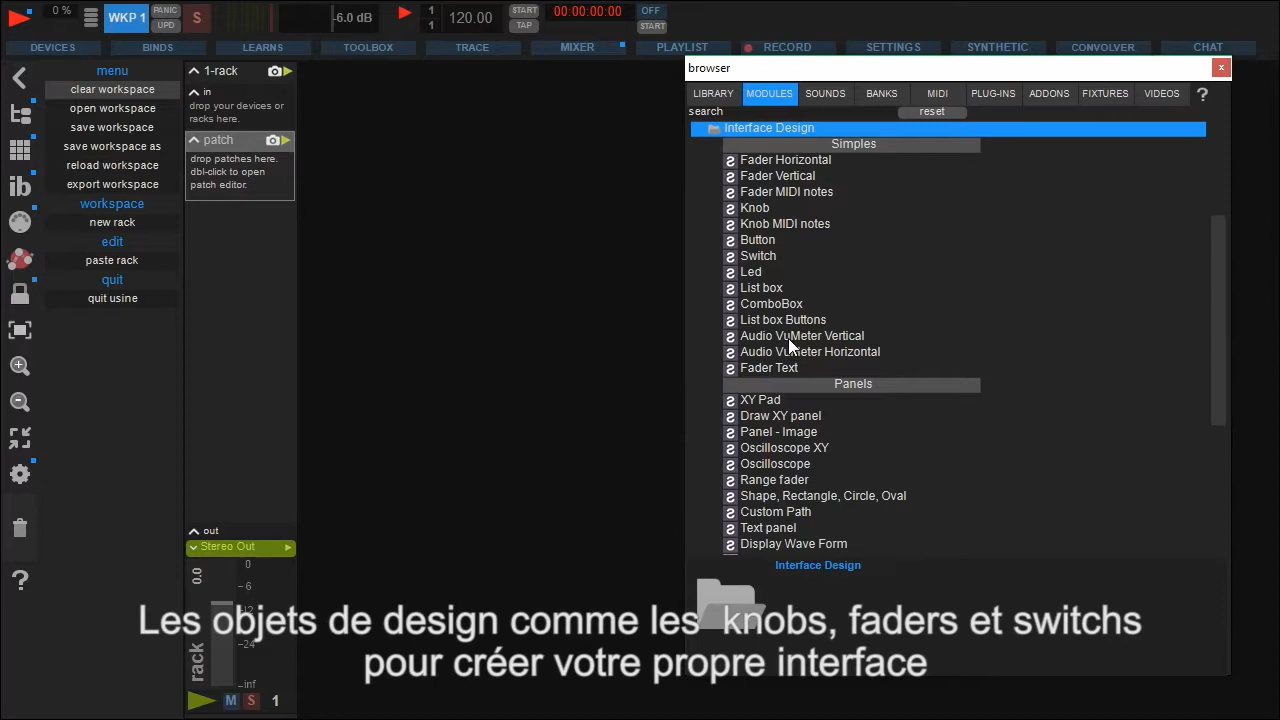 0 %
WKP 1
PANIC
UPD
S
-6.0 dB
1
1
120.00
START
TAP
00:00:00:00
OFF
START
DEVICES
BINDS
LEARNS
TOOLBOX
TRACE
MIXER
PLAYLIST
RECORD
SETTINGS
SYNTHETIC
CONVOLVER
CHAT
menu
clear workspace
open workspace
save workspace
save workspace as
reload workspace
export workspace
workspace
new rack
edit
paste rack
quit
quit usine
ib
?
1-rack
in
drop your devices or
racks here.
patch
drop patches here.
dbl-click to open
patch editor.
out
Stereo Out
0.0
0
-6
-12
-24
-inf
rack
M
S
1
browser
x
LIBRARY
MODULES
SOUNDS
BANKS
MIDI
PLUG-INS
ADDONS
FIXTURES
VIDEOS
?
search
reset
Interface Design
Simples
Fader Horizontal
Fader Vertical
Fader MIDI notes
Knob
Knob MIDI notes
Button
Switch
Led
List box
ComboBox
List box Buttons
Audio VuMeter Vertical
Audio VuMeter Horizontal
Fader Text
Panels
XY Pad
Draw XY panel
Panel - Image
Oscilloscope XY
Oscilloscope
Range fader
Shape, Rectangle, Circle, Oval
Custom Path
Text panel
Display Wave Form
Interface Design
Les objets de design comme les knobs, faders et switchs
pour créer votre propre interface